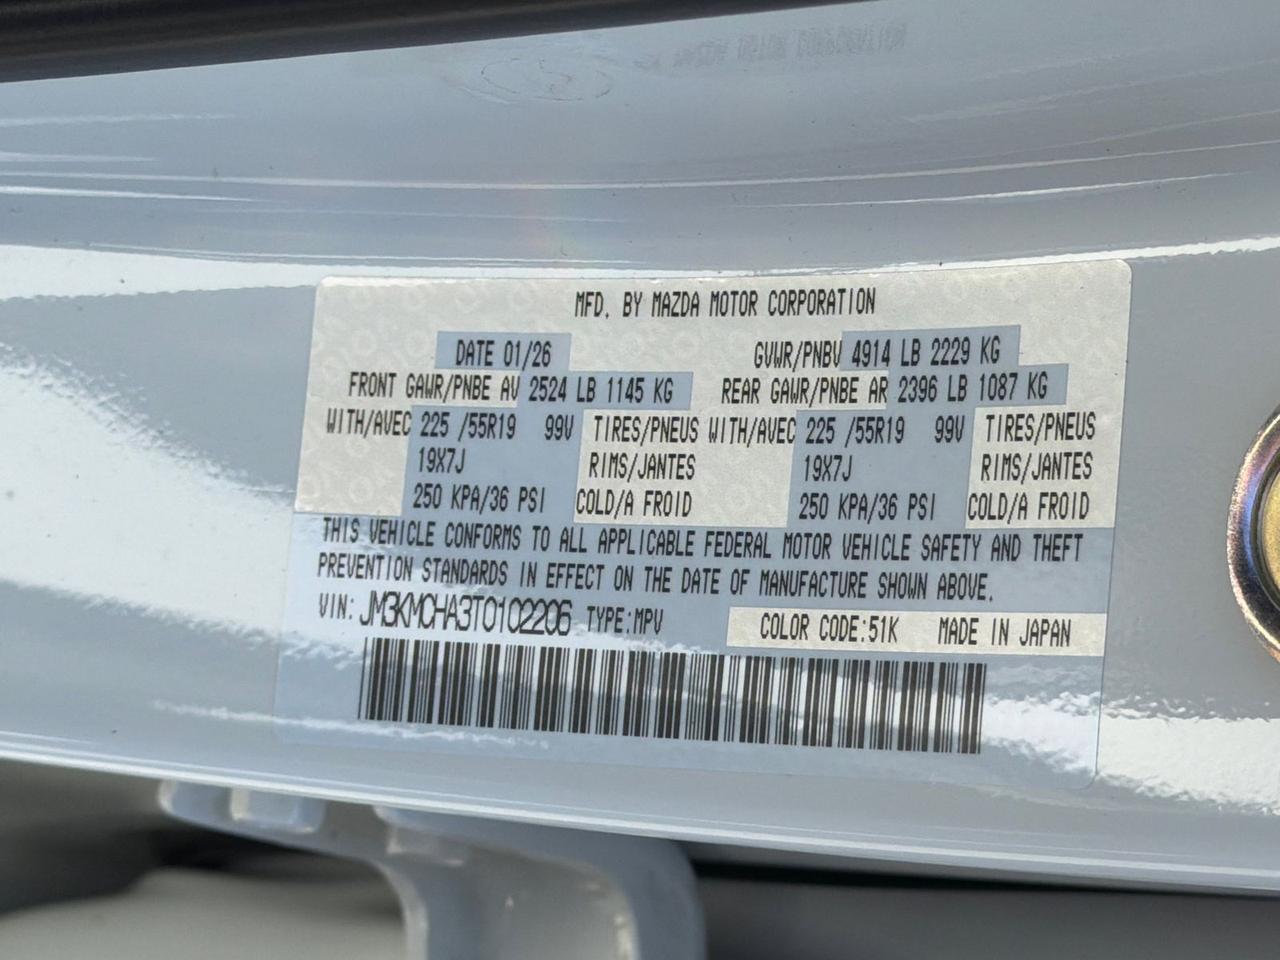 MFD. BY MAZDA MOTOR CORPORATION
DATE 01/26 GVWR/PNBV 4914 LB 2229 KG
FRONT GAWR/PNBE AV 2524 LB 1145 KG REAR GAWR/PNBE AR 2396 LB 1087 KG
WITH/AVEC 225 /55R19 99V TIRES/PNEUS WITH/AVEC 225 /55R19 99V TIRES/PNEUS
19X7J RIMS/JANTES 19X7J RIMS/JANTES
250 KPA/36 PSI COLD/A FROID 250 KPA/36 PSI COLD/A FROID
THIS VEHICLE CONFORMS TO ALL APPLICABLE FEDERAL MOTOR VEHICLE SAFETY AND THEFT
PREVENTION STANDARDS IN EFFECT ON THE DATE OF MANUFACTURE SHOWN ABOVE.
VIN: JM3KMCHA3T0102206 TYPE:MPV COLOR CODE:51K MADE IN JAPAN